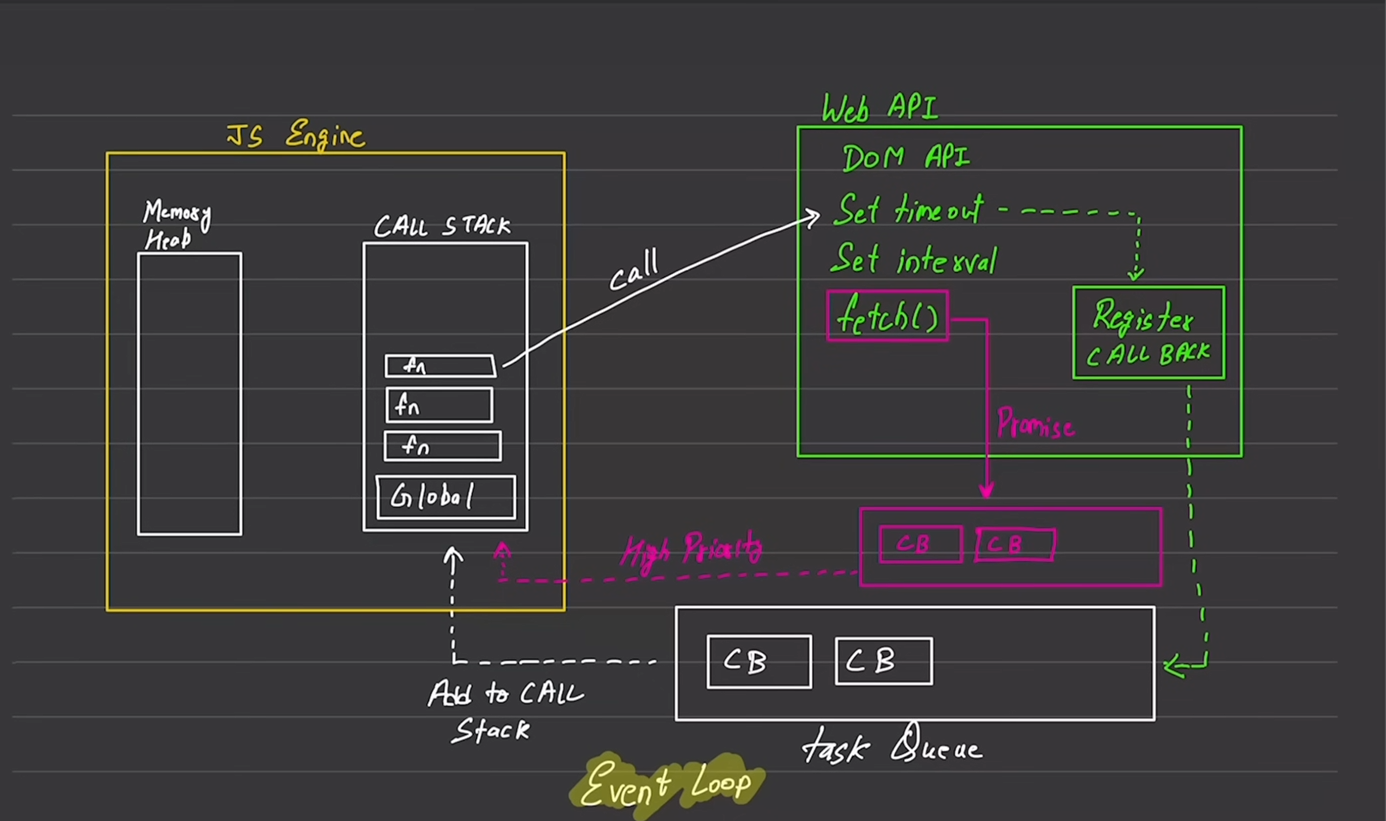 JS Engine
Memory
Heap
CALL STACK
fn
fn
fn
Global
call
Web API
DOM API
Set timeout
Set interval
fetch()
Register
CALL BACK
Promise
High Priority
CB CB
CB CB
Add to CALL
Stack
task Queue
Event Loop